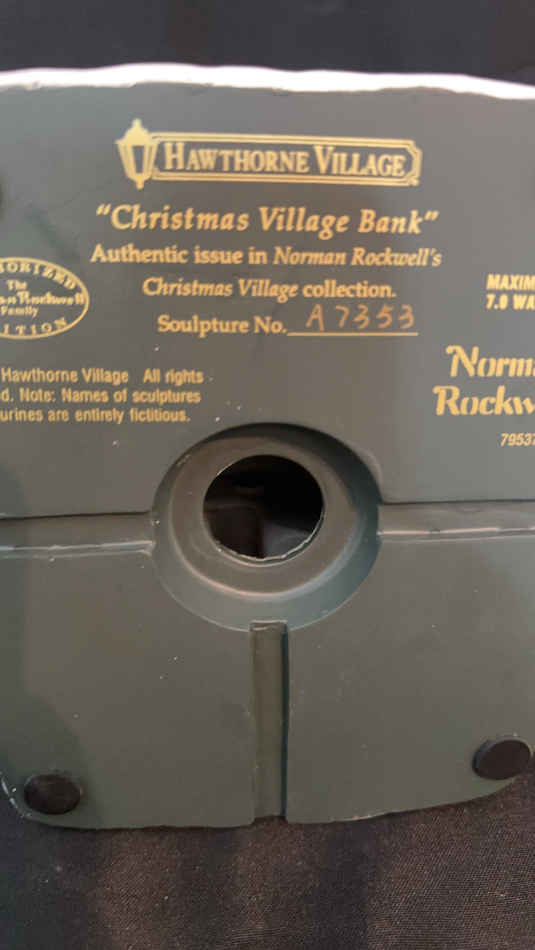 HAWTHORNE VILLAGE
"Christmas Village Bank"
Authentic issue in Norman Rockwell's
Christmas Village collection.
Soulpture No. A7353
The
Family
MAXIM
7.0 WA
Hawthorne Village All rights
d. Note: Names of sculptures
urines are entirely fictitious.
Norm
Rockw
7953